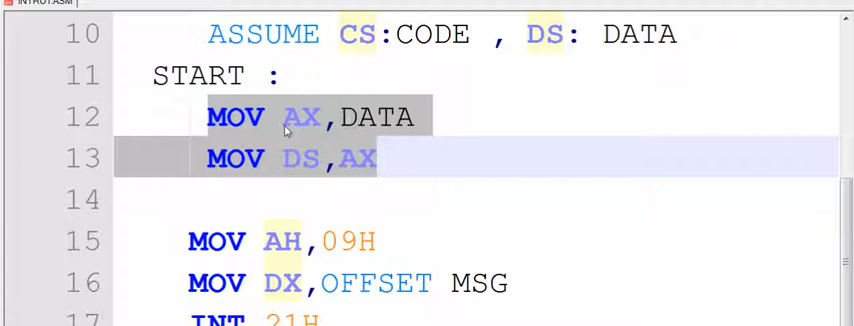 INTRO1.ASM
10 ASSUME CS:CODE , DS: DATA
11 START :
12 MOV AX,DATA
13 MOV DS,AX
14
15 MOV AH,09H
16 MOV DX,OFFSET MSG
17 INT 21H